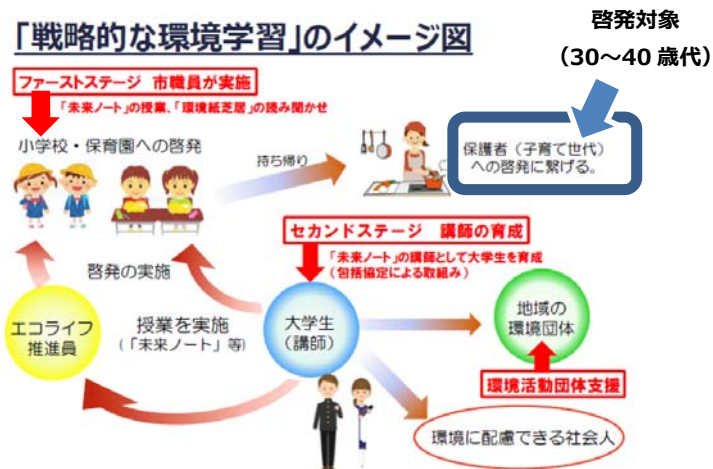 「戦略的な環境学習」のイメージ図
啓発対象
(30~40 歳代)
ファーストステージ 市職員が実施
「未来ノート」の授業、「環境紙芝居」の読み聞かせ
小学校・保育園への啓発
持ち帰り
保護者(子育て世代)
への啓発に繋げる。
セカンドステージ 講師の育成
「未来ノート」の講師として大学生を育成
(包括協定による取組み)
啓発の実施
エコライフ
推進員
授業を実施
(「未来ノート」等)
大学生
(講師)
地域の
環境団体
環境活動団体支援
環境に配慮できる社会人